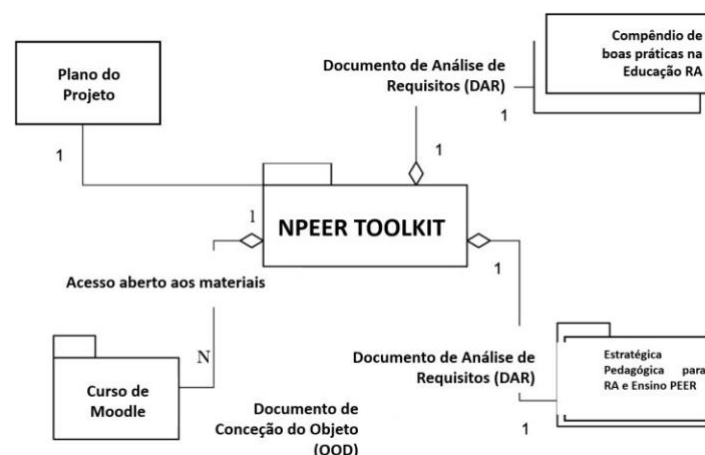 Plano do
Projeto
1
Documento de Análise de
Requisitos (DAR)
1
1
Compêndio de
boas práticas na
Educação RA
NPEER TOOLKIT
1
1
Acesso aberto aos materiais
N
Curso de
Moodle
Documento de
Conceção do Objeto
(OOD)
Documento de Análise de
Requisitos (DAR)
1
Estratégica
Pedagógica para
RA e Ensino PEER